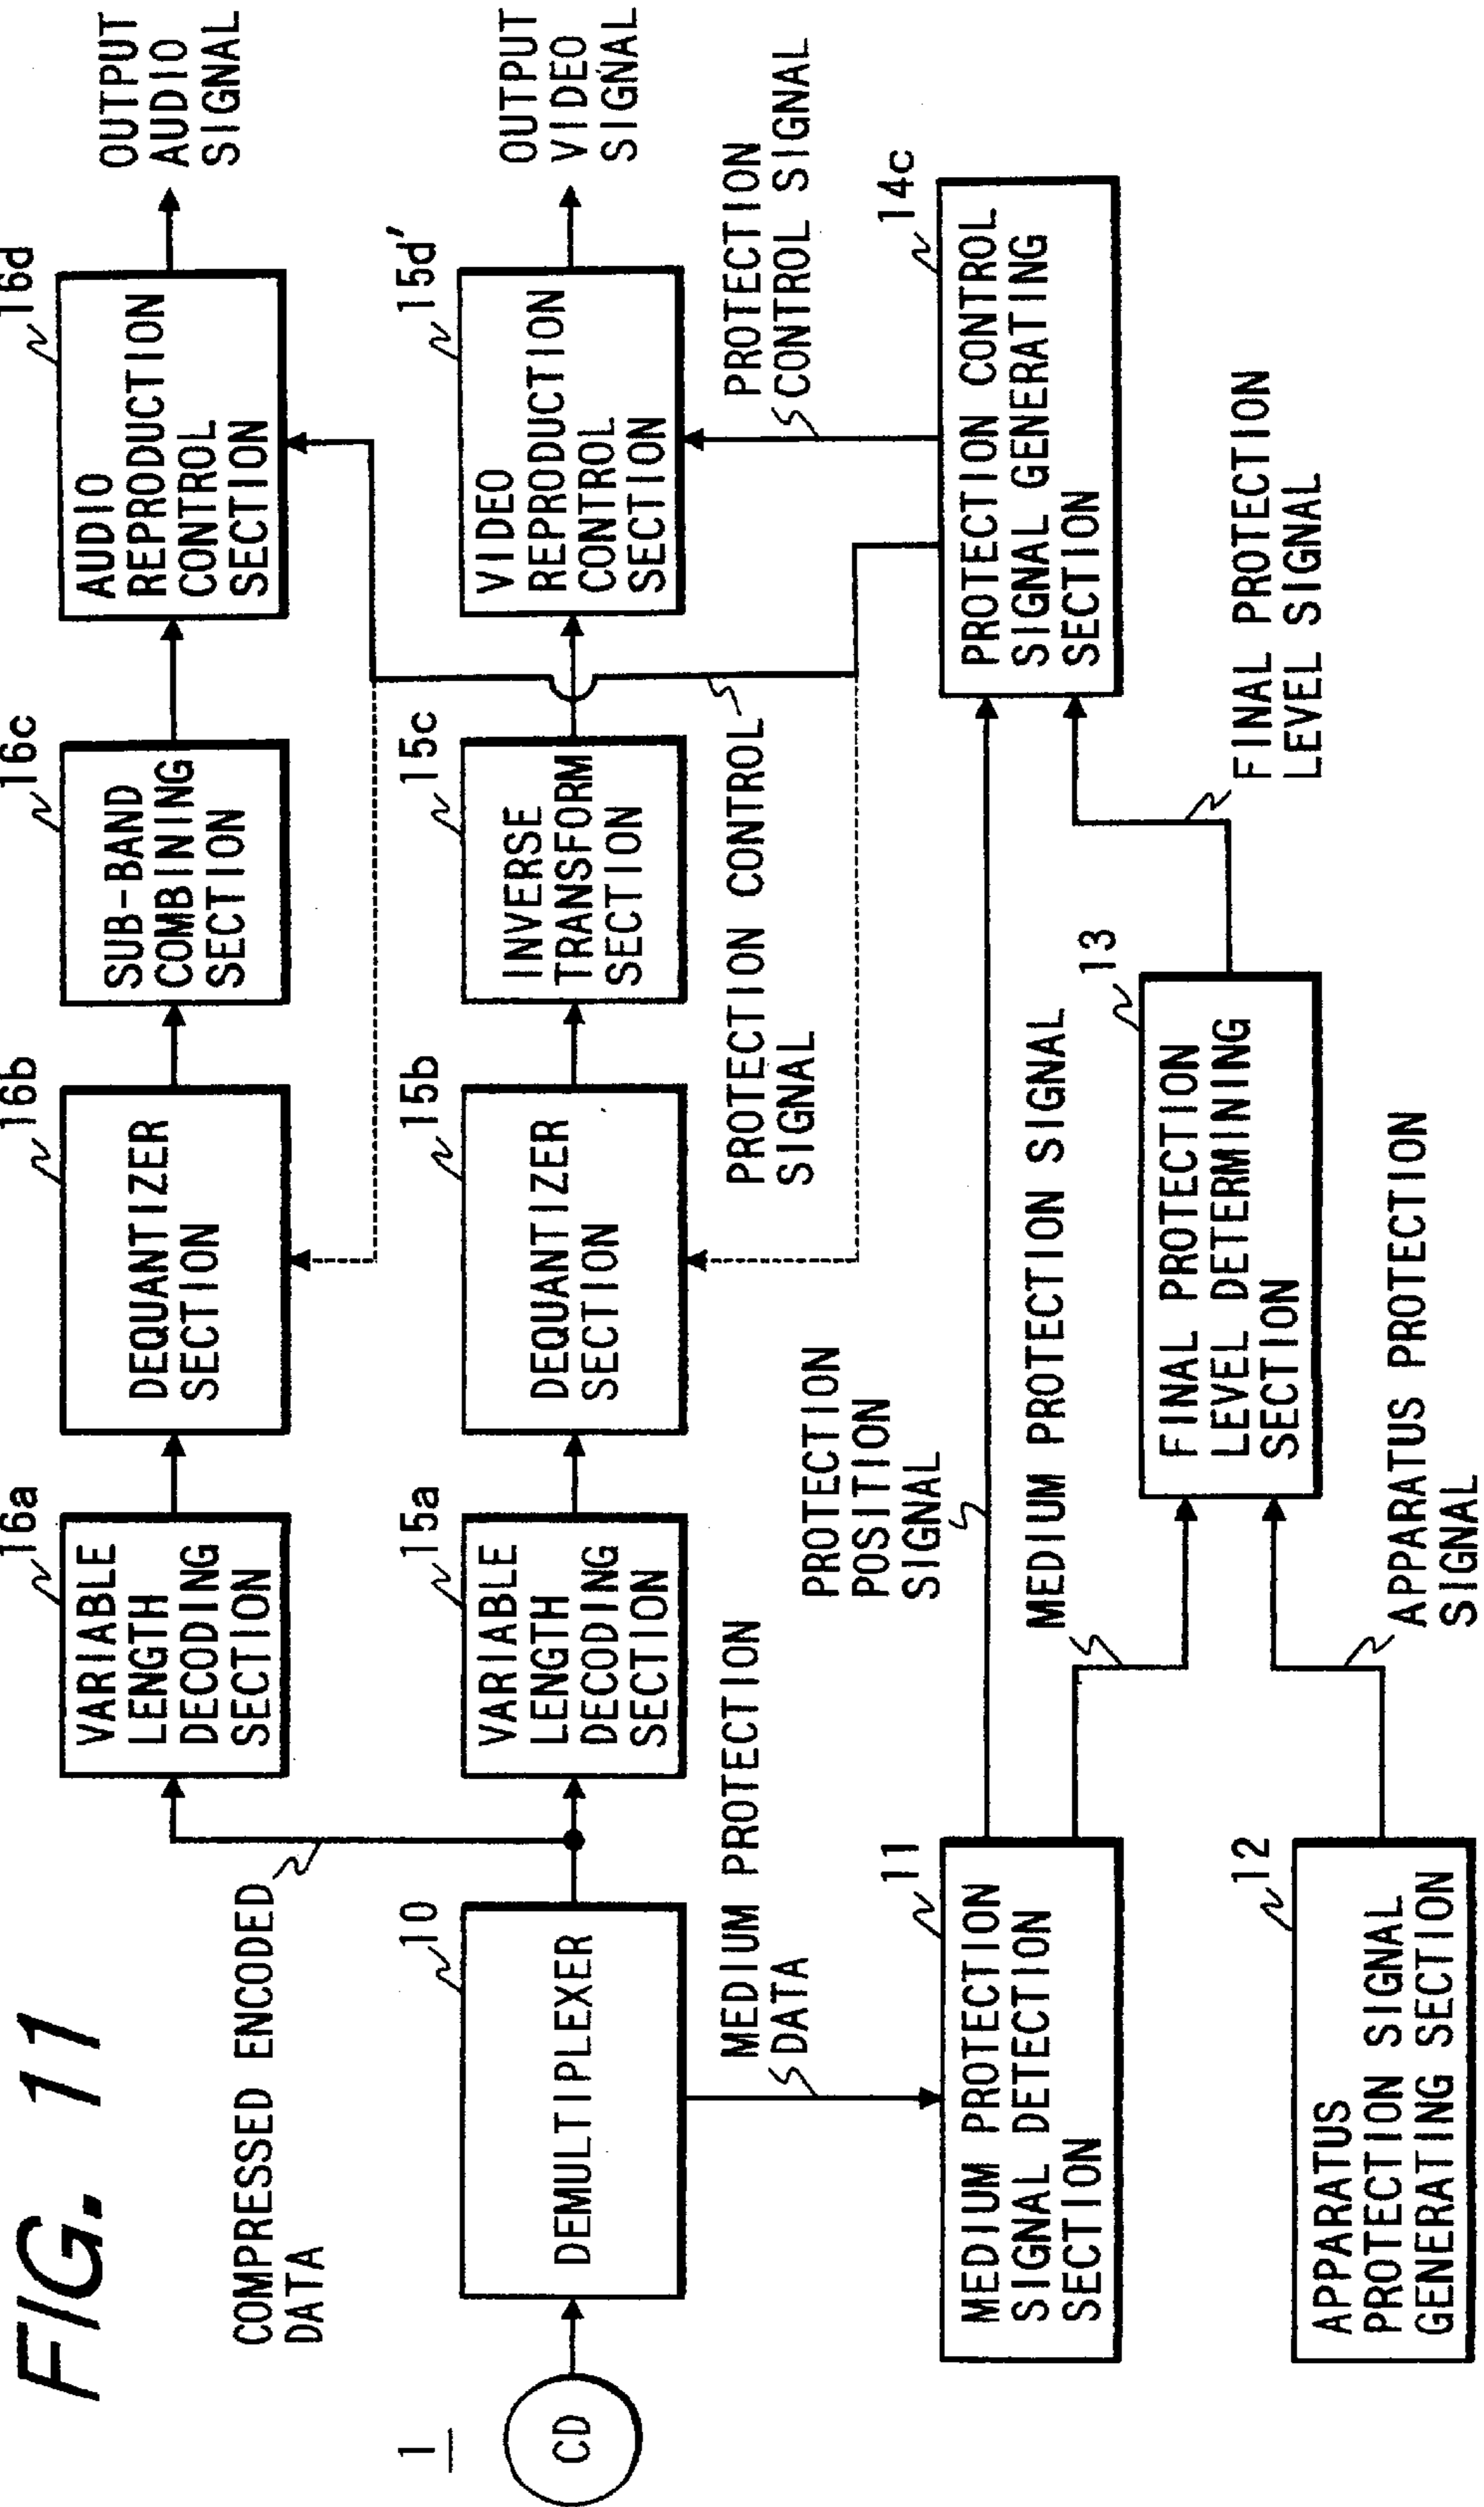 FIG. 11
COMPRESSED ENCODED
DATA
16a
VARIABLE
LENGTH
DECODING
SECTION
16b
DEQUANTIZER
SECTION
16c
SUB-BAND
COMBINING
SECTION
16d
AUDIO
REPRODUCTION
CONTROL
SECTION
OUTPUT
AUDIO
SIGNAL
1
CD
10
DEMULTIPLEXER
15a
VARIABLE
LENGTH
DECODING
SECTION
15b
DEQUANTIZER
SECTION
15c
INVERSE
TRANSFORM
SECTION
15d'
VIDEO
REPRODUCTION
CONTROL
SECTION
OUTPUT
VIDEO
SIGNAL
MEDIUM PROTECTION
DATA
PROTECTION
POSITION
SIGNAL
PROTECTION CONTROL
SIGNAL
PROTECTION
CONTROL SIGNAL
11
MEDIUM PROTECTION
SIGNAL DETECTION
SECTION
MEDIUM PROTECTION SIGNAL
14c
PROTECTION CONTROL
SIGNAL GENERATING
SECTION
13
FINAL PROTECTION
LEVEL DETERMINING
SECTION
FINAL PROTECTION
LEVEL SIGNAL
12
APPARATUS
PROTECTION SIGNAL
GENERATING SECTION
APPARATUS PROTECTION
SIGNAL